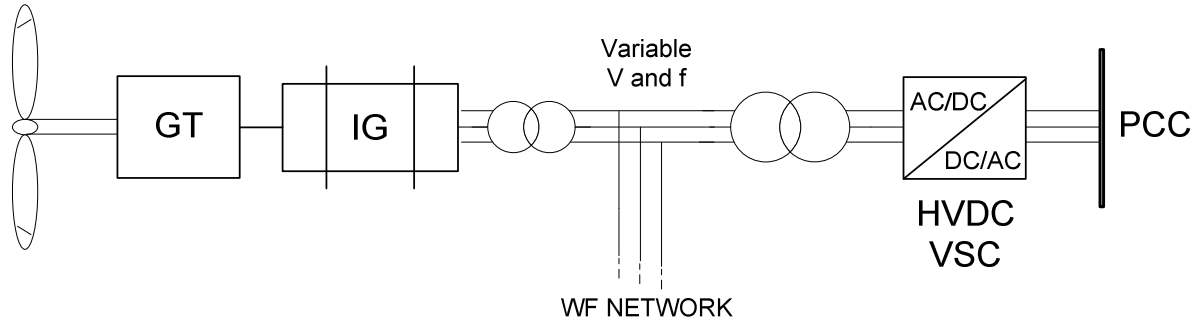 Variable
V and f
GT
IG
AC/DC
DC/AC
PCC
HVDC
VSC
WF NETWORK